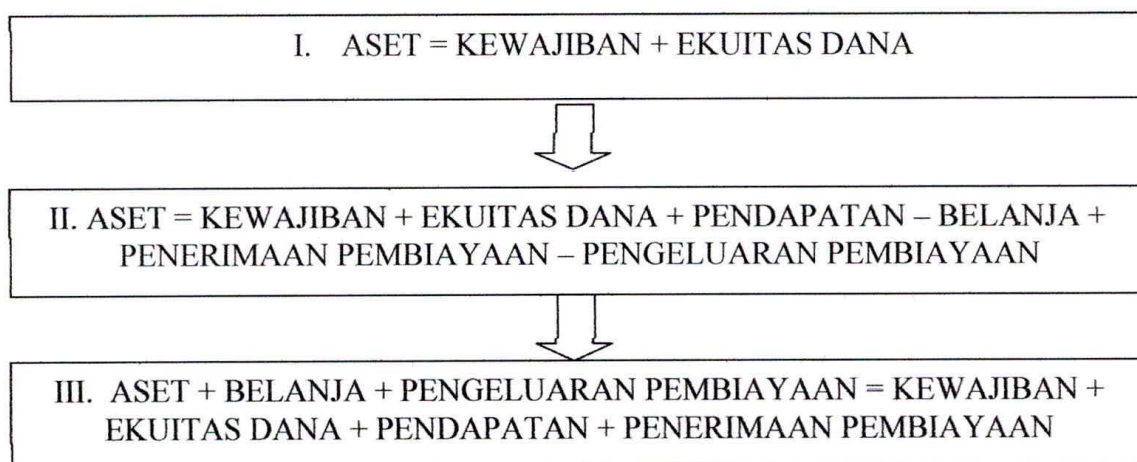 I. ASET = KEWAJIBAN + EKUITAS DANA
II. ASET = KEWAJIBAN + EKUITAS DANA + PENDAPATAN – BELANJA +
PENERIMAAN PEMBIAYAAN – PENGELUARAN PEMBIAYAAN
III. ASET + BELANJA + PENGELUARAN PEMBIAYAAN = KEWAJIBAN +
EKUITAS DANA + PENDAPATAN + PENERIMAAN PEMBIAYAAN